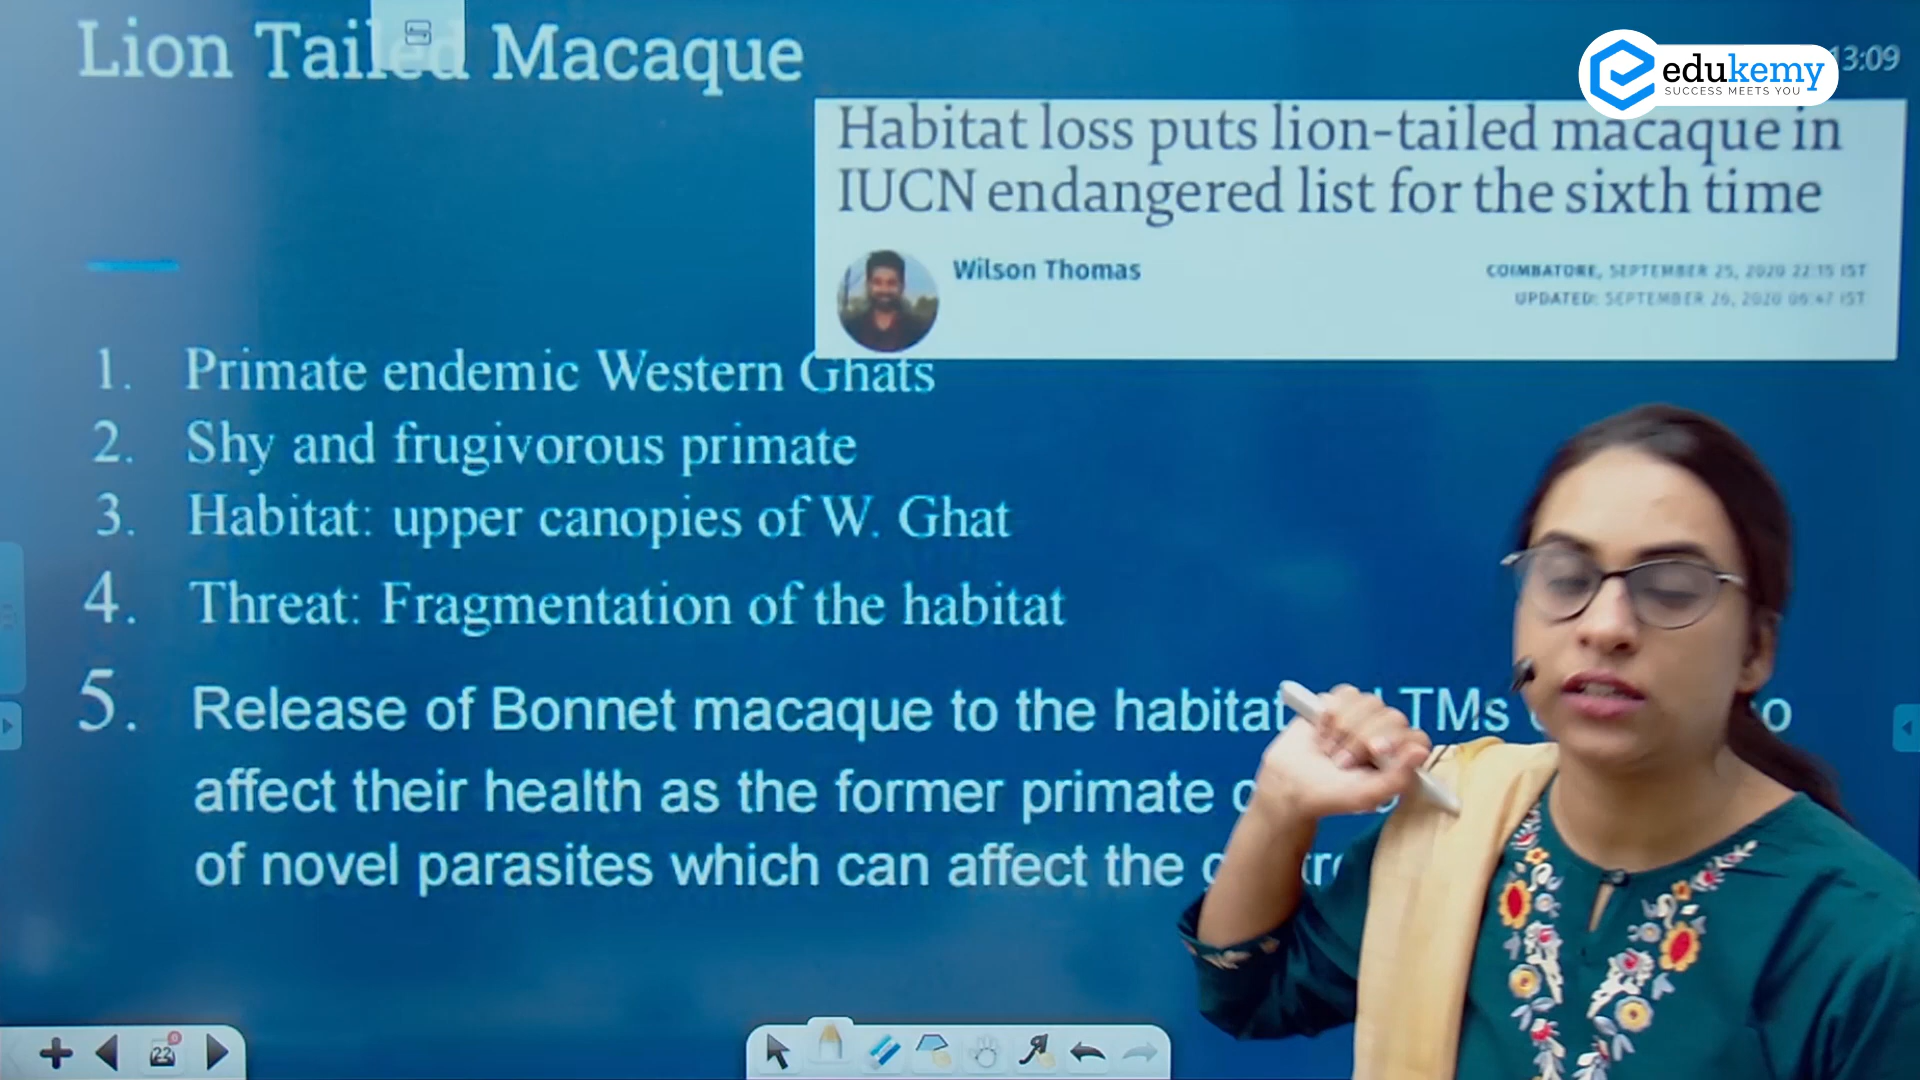 Lion Tailed Macaque
edukemy
SUCCESS MEETS YOU
13:09
Habitat loss puts lion-tailed macaque in
IUCN endangered list for the sixth time
Wilson Thomas
COIMBATORE, SEPTEMBER 25, 2020 22:15 IST
UPDATED: SEPTEMBER 26, 2020 06:47 IST
1. Primate endemic Western Ghats
2. Shy and frugivorous primate
3. Habitat: upper canopies of W. Ghat
4. Threat: Fragmentation of the habitat
5. Release of Bonnet macaque to the habitat TMs
affect their health as the former primate
of novel parasites which can affect the
22